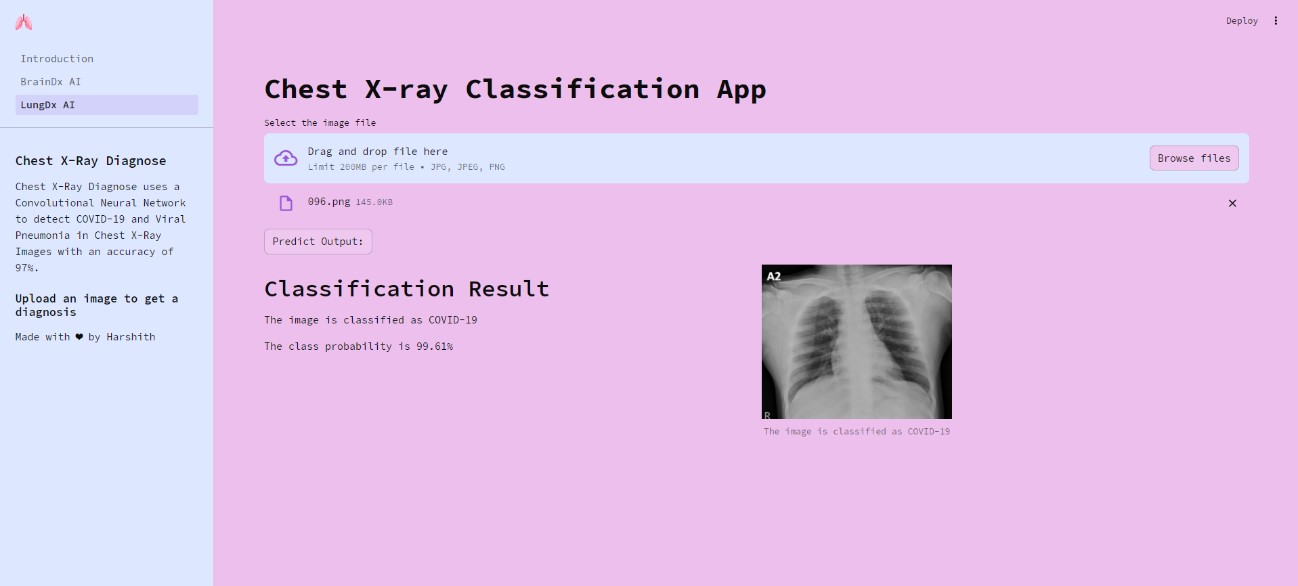 Deploy
Introduction
BrainDx AI
LungDx AI
Chest X-Ray Diagnose
Chest X-Ray Diagnose uses a
Convolutional Neural Network
to detect COVID-19 and Viral
Pneumonia in Chest X-Ray
Images with an accuracy of
97%.
Upload an image to get a
diagnosis
Made with ❤ by Harshith
Chest X-ray Classification App
Select the image file
Drag and drop file here
Limit 200MB per file • JPG, JPEG, PNG
Browse files
096.png 145.0KB
Predict Output:
Classification Result
The image is classified as COVID-19
The class probability is 99.61%
A2
R
The image is classified as COVID-19